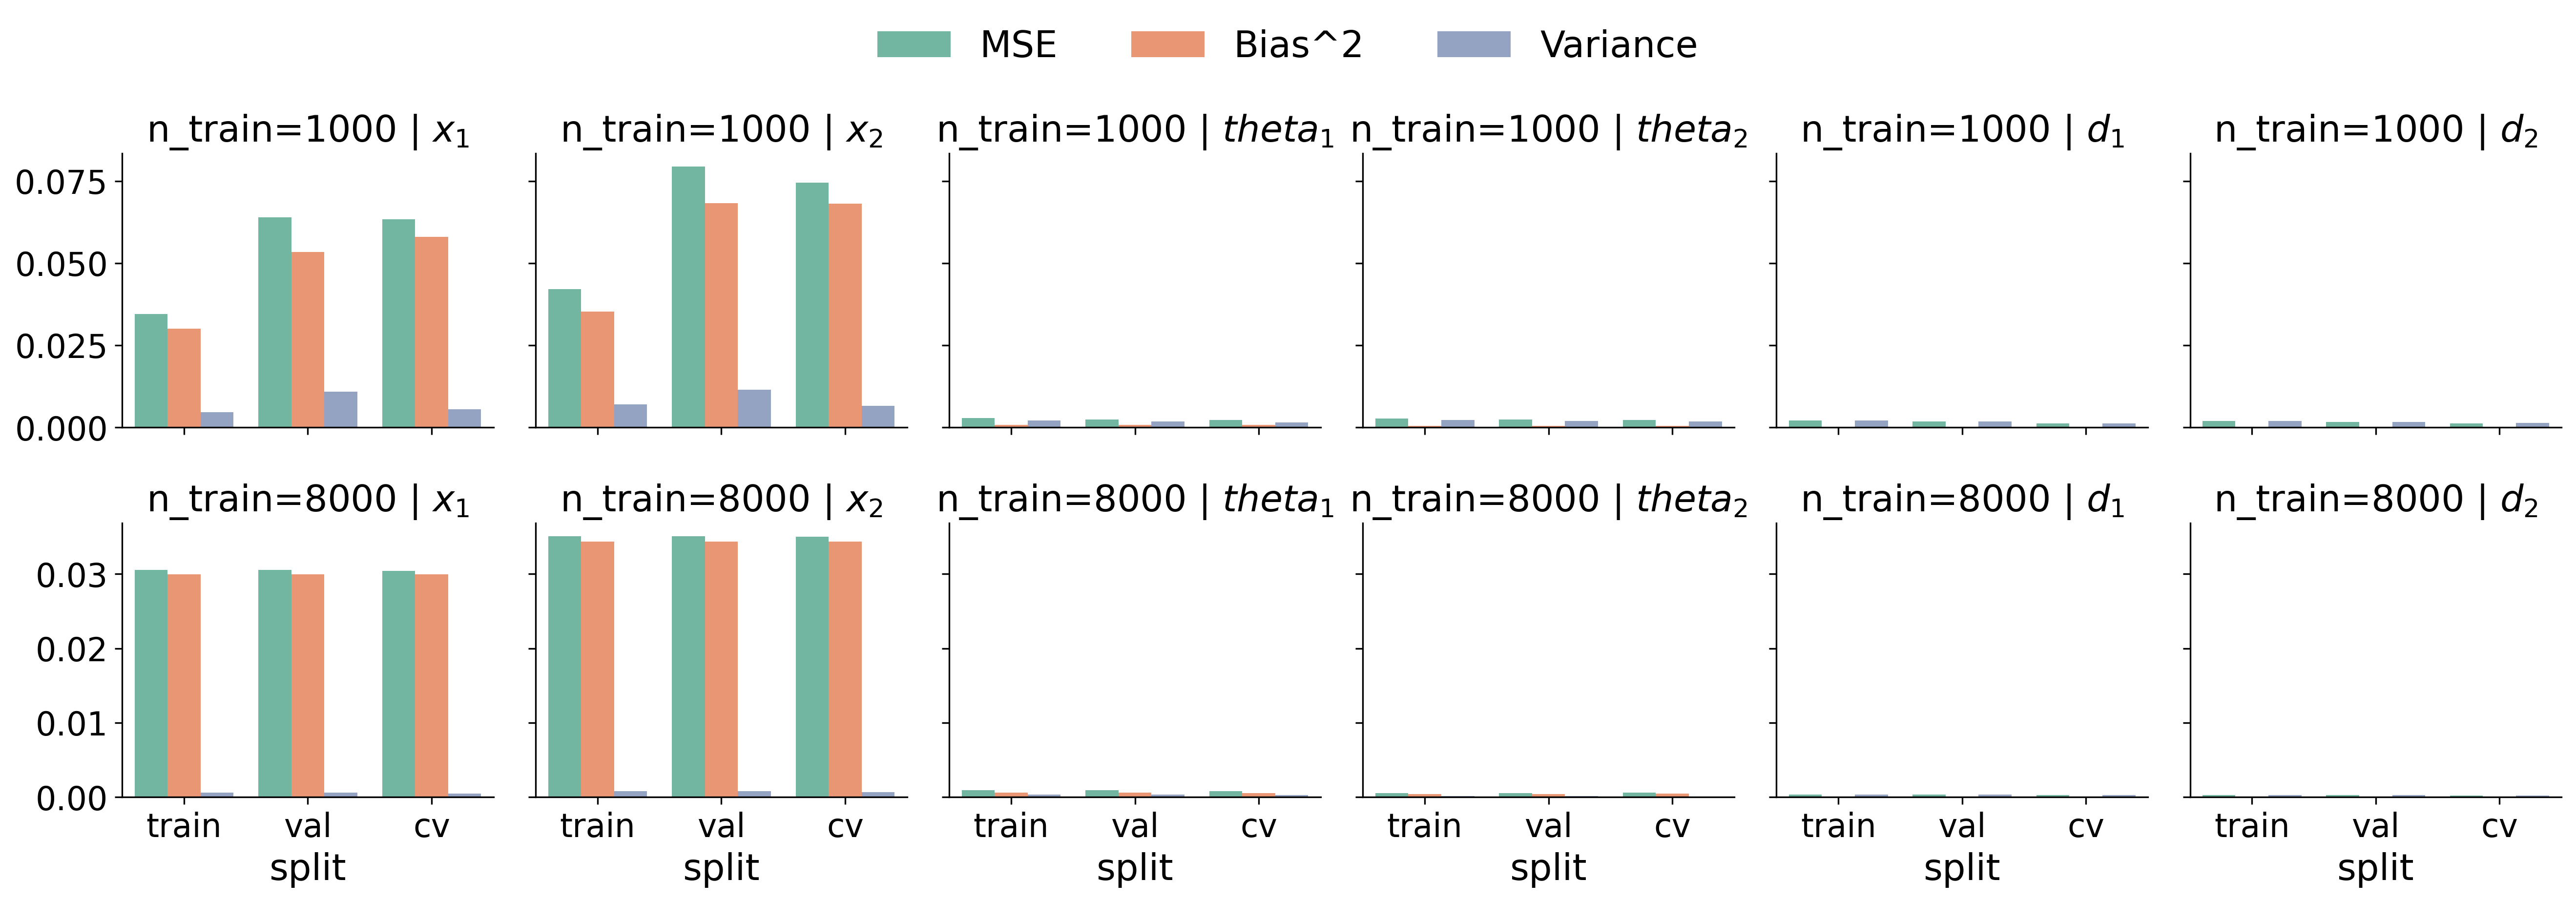 MSE Bias^2 Variance
n_train=1000 | x₁ n_train=1000 | x₂ n_train=1000 | theta₁ n_train=1000 | theta₂ n_train=1000 | d₁ n_train=1000 | d₂
0.075
0.050
0.025
0.000
n_train=8000 | x₁ n_train=8000 | x₂ n_train=8000 | theta₁ n_train=8000 | theta₂ n_train=8000 | d₁ n_train=8000 | d₂
0.03
0.02
0.01
0.00
train val cv train val cv train val cv train val cv train val cv train val cv
split split split split split split